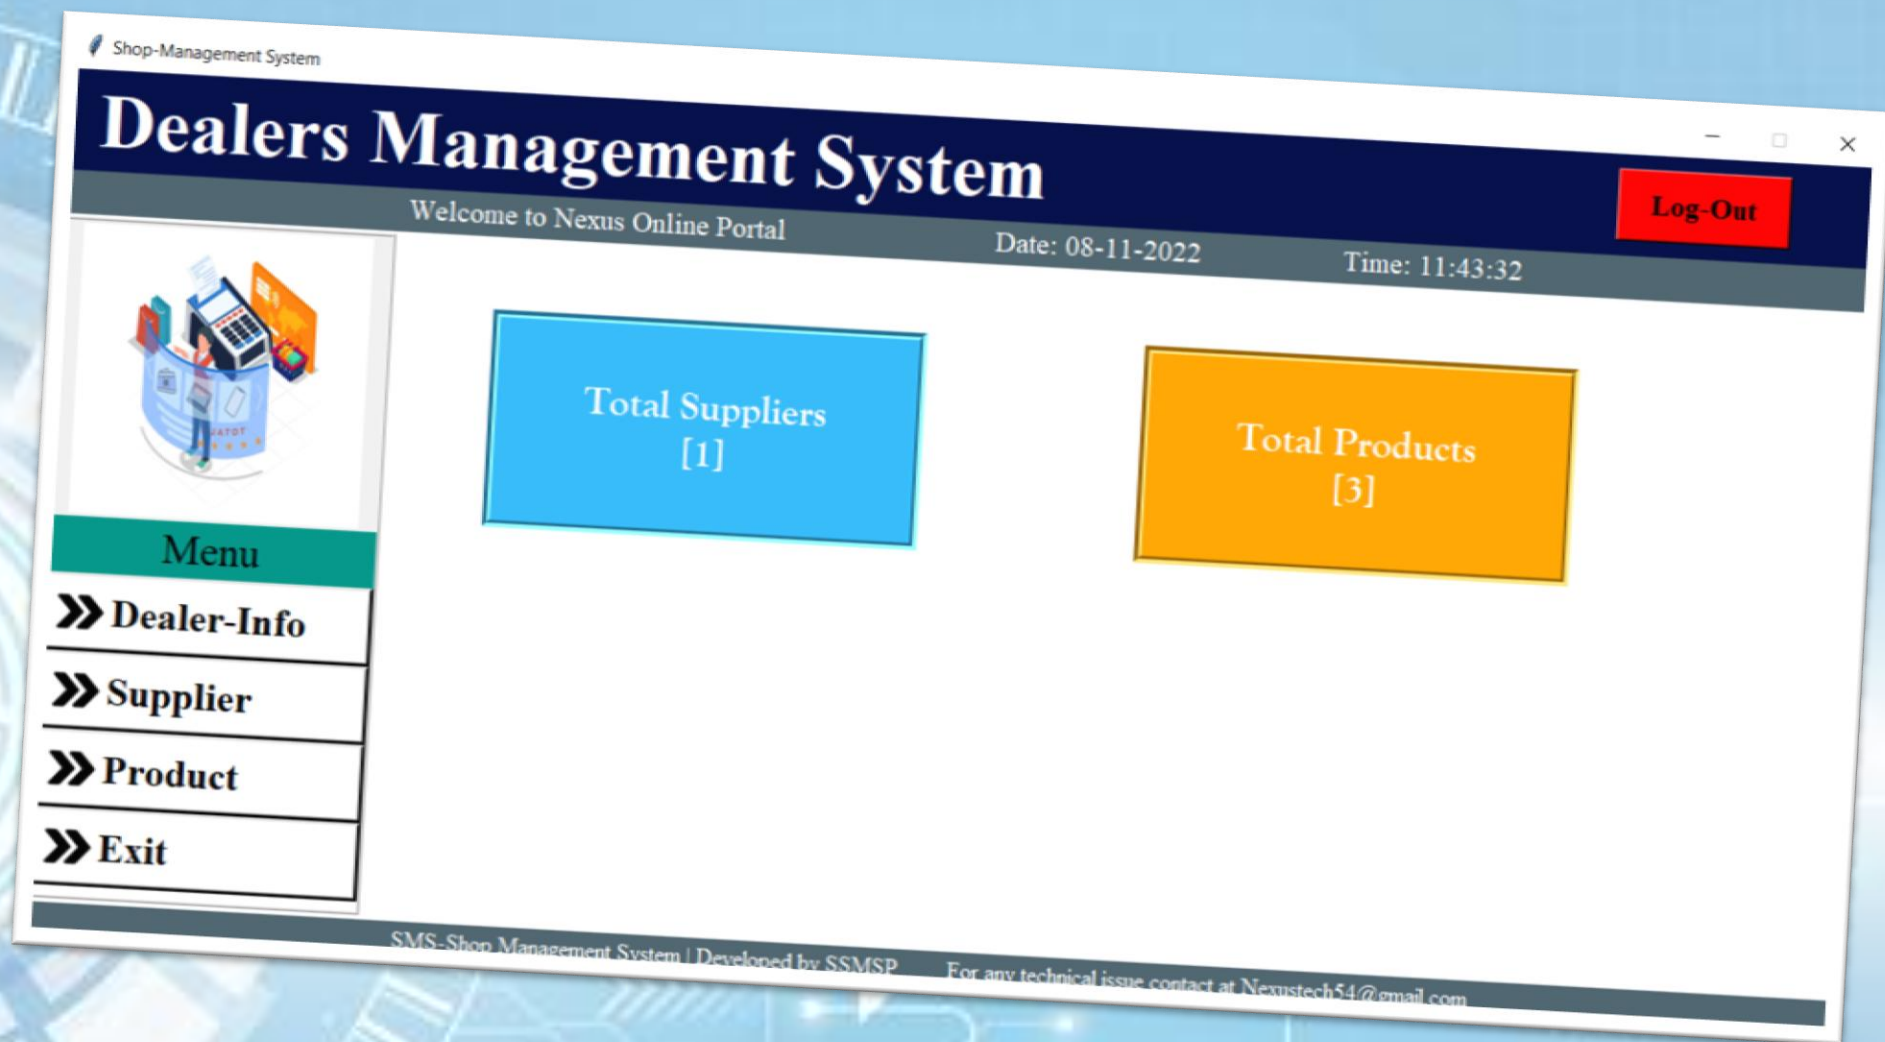 Shop-Management System
Dealers Management System
Log-Out
Welcome to Nexus Online Portal Date: 08-11-2022 Time: 11:43:32
Total Suppliers
[1]
Total Products
[3]
Menu
Dealer-Info
Supplier
Product
Exit
SMS-Shop Management System | Developed by SSMSP For any technical issue contact at Nexustech54@gmail.com